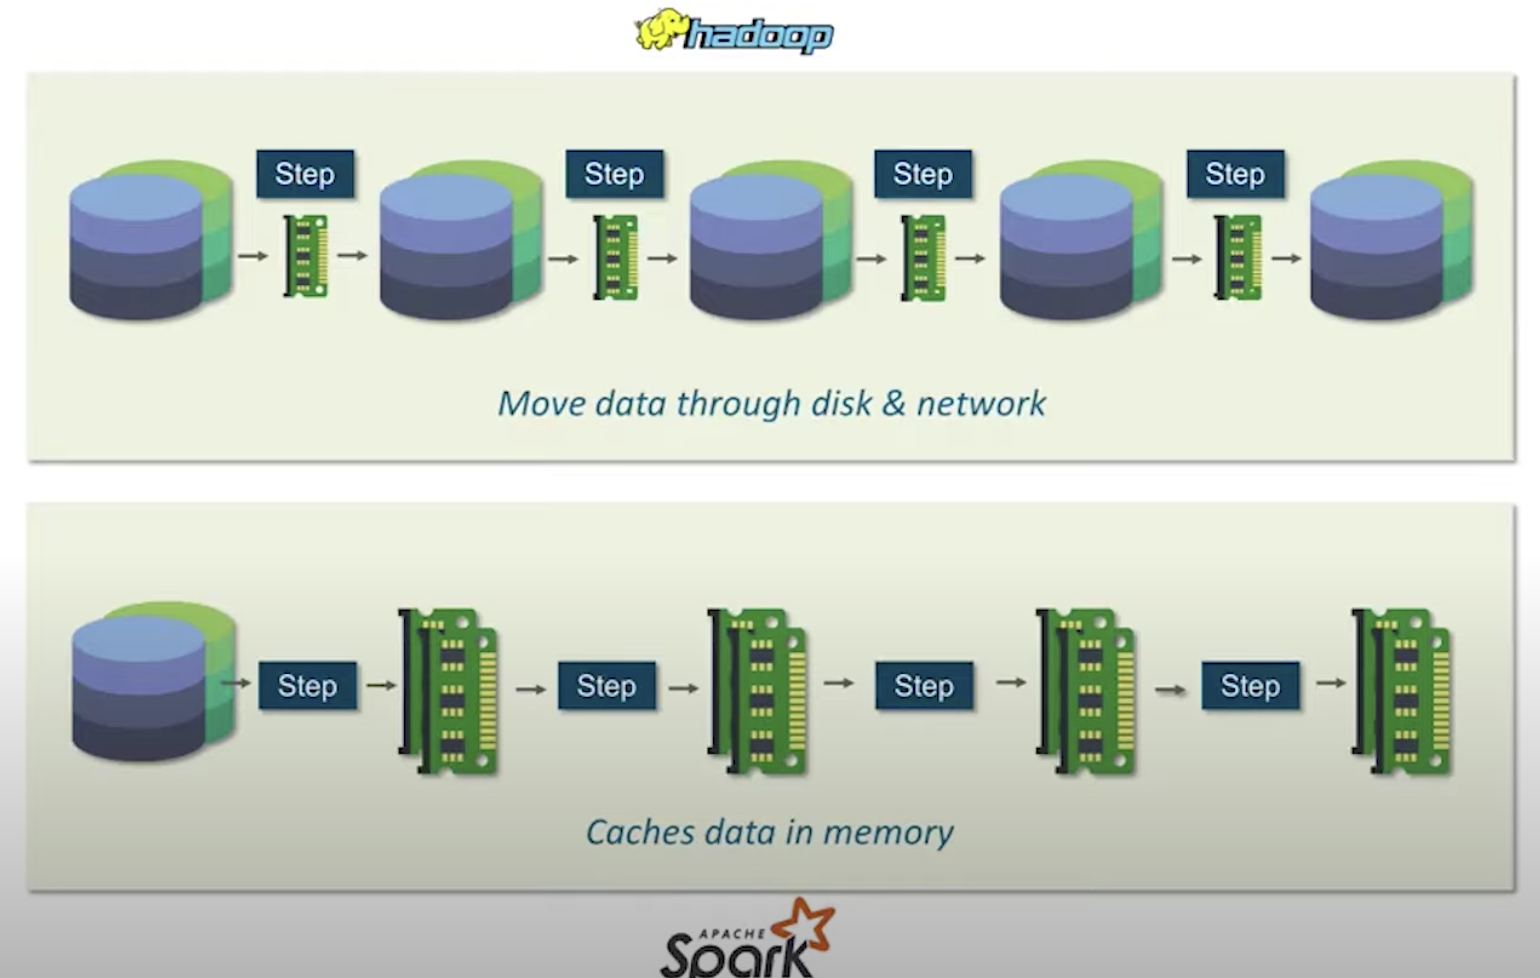 hadoop
Step Step Step Step
Move data through disk & network
Step Step Step Step
Caches data in memory
APACHE
Spark